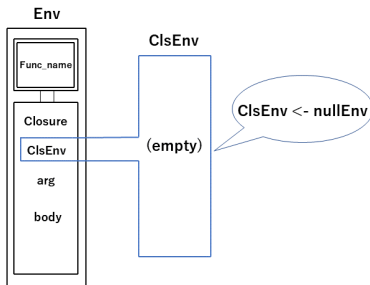 Env
ClsEnv
Func_name
ClsEnv <- nullEnv
Closure
ClsEnv
(empty)
arg
body